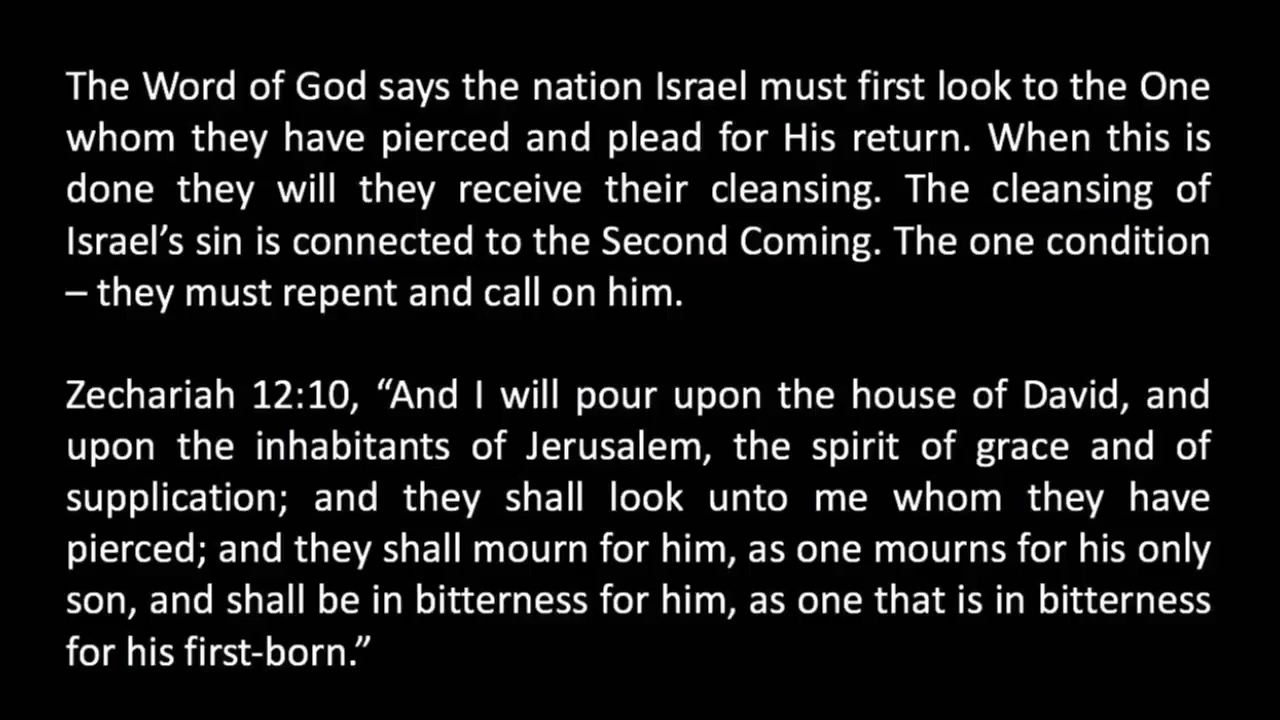 The Word of God says the nation Israel must first look to the One
whom they have pierced and plead for His return. When this is
done they will they receive their cleansing. The cleansing of
Israel’s sin is connected to the Second Coming. The one condition
– they must repent and call on him.
Zechariah 12:10, “And I will pour upon the house of David, and
upon the inhabitants of Jerusalem, the spirit of grace and of
supplication; and they shall look unto me whom they have
pierced; and they shall mourn for him, as one mourns for his only
son, and shall be in bitterness for him, as one that is in bitterness
for his first-born.”